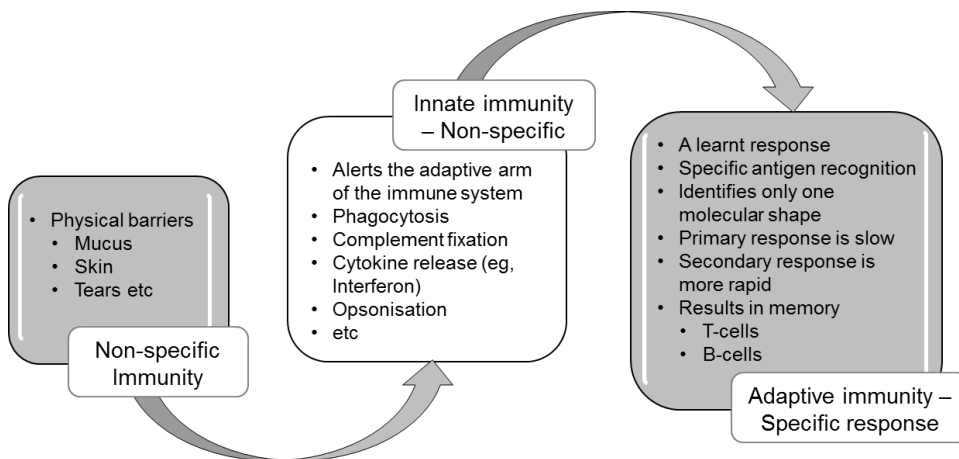 • Physical barriers
• Mucus
• Skin
• Tears etc
Non-specific
Immunity
Innate immunity
– Non-specific
• Alerts the adaptive arm
of the immune system
• Phagocytosis
• Complement fixation
• Cytokine release (eg,
Interferon)
• Opsonisation
• etc
• A learnt response
• Specific antigen recognition
• Identifies only one
molecular shape
• Primary response is slow
• Secondary response is
more rapid
• Results in memory
• T-cells
• B-cells
Adaptive immunity –
Specific response